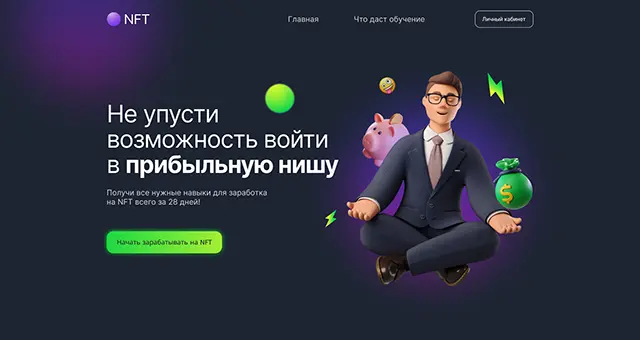 NFT
Главная
Что даст обучение
Личный кабинет
Не упусти
возможность войти
в прибыльную нишу
Получи все нужные навыки для заработка
на NFT всего за 28 дней!
Начать зарабатывать на NFT
$